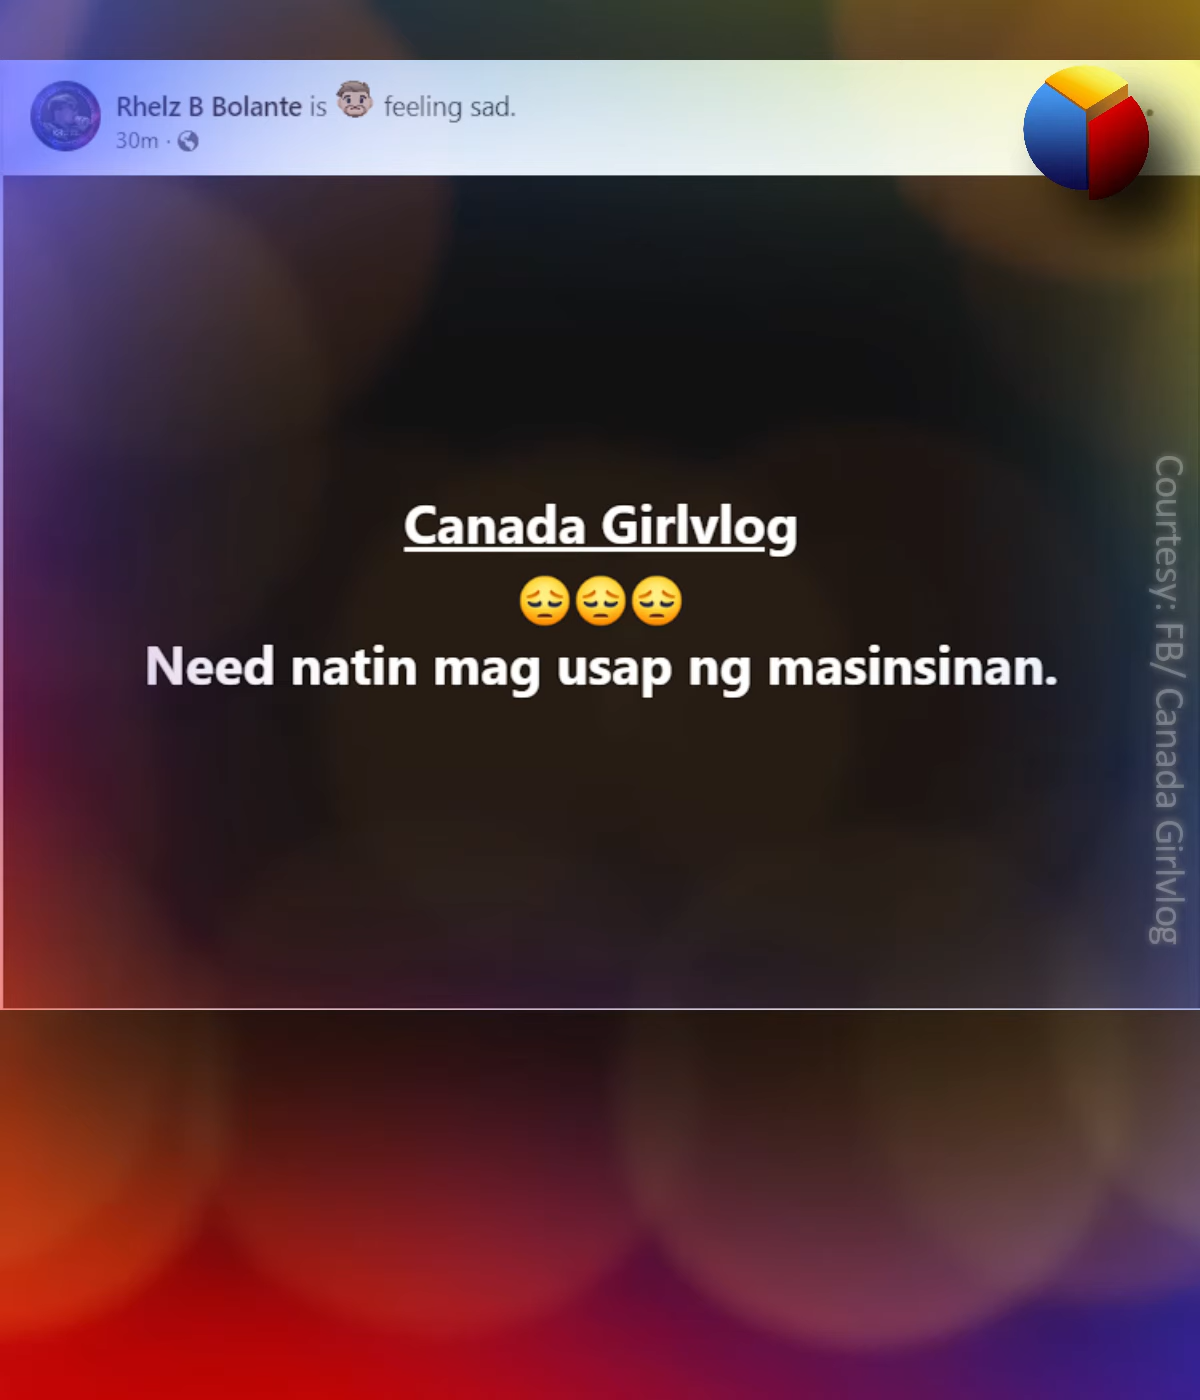 Rhelz B Bolante is feeling sad.
30m ·
Canada Girlvlog
😔😔😔
Need natin mag usap ng masinsinan.
Courtesy: FB/ Canada Girlvlog